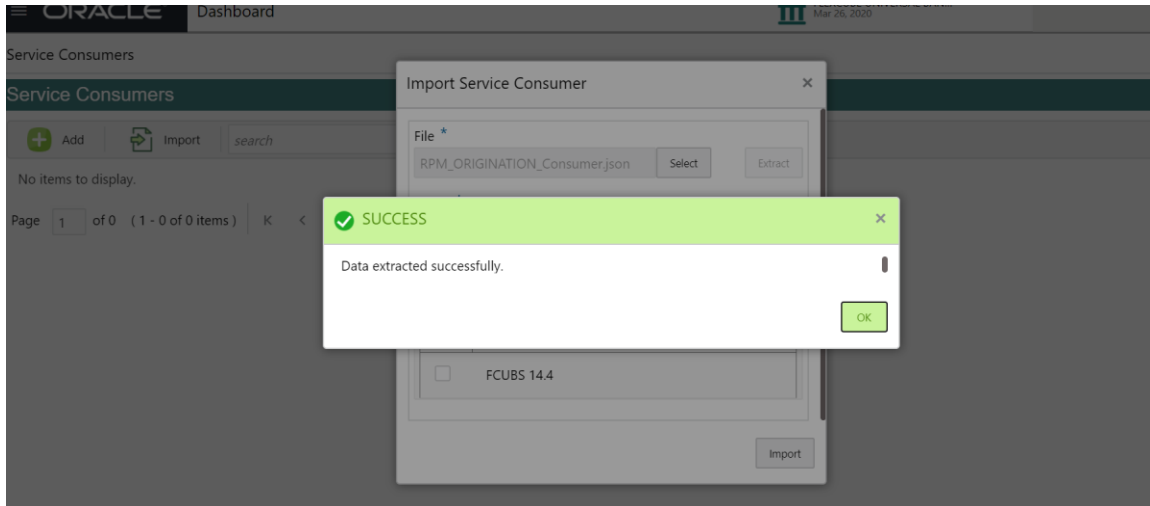 ORACLE Dashboard
Mar 26, 2020
Service Consumers
Import Service Consumer
Service Consumers
File *
Add Import search
RPM_ORIGINATION_Consumer.json Select Extract
No items to display.
Page 1 of 0 ( 1 - 0 of 0 items ) K <
SUCCESS
Data extracted successfully.
OK
FCUBS 14.4
Import